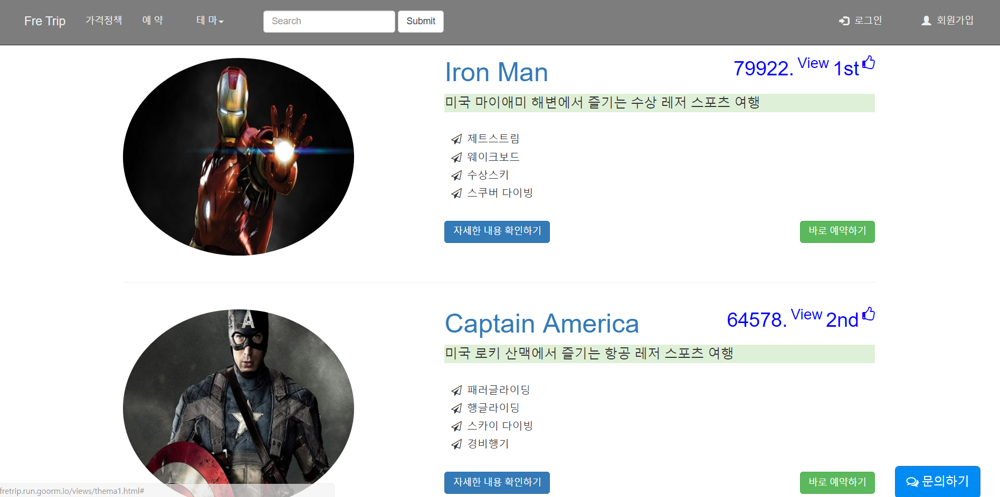 Fre Trip 가격정책 예 약 테 마 Search Submit 로그인 회원가입
Iron Man 79922. View 1st
미국 마이애미 해변에서 즐기는 수상 레저 스포츠 여행
제트스트림
웨이크보드
수상스키
스쿠버 다이빙
자세한 내용 확인하기 바로 예약하기
Captain America 64578. View 2nd
미국 로키 산맥에서 즐기는 항공 레저 스포츠 여행
패러글라이딩
행글라이딩
스카이 다이빙
경비행기
자세한 내용 확인하기 바로 예약하기
문의하기
fretrip.run.goorm.io/views/thema1.html#
A